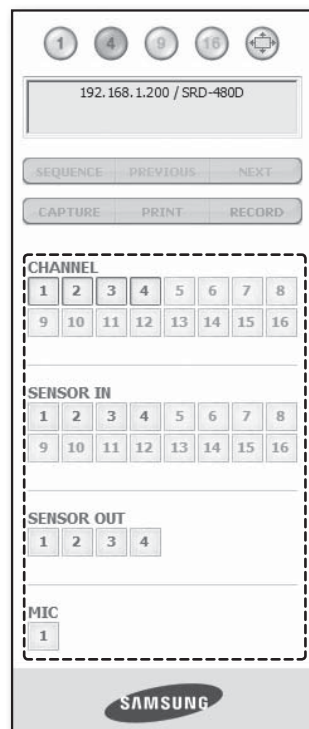 1 4 9 16
192.168.1.200 / SRD-480D
SEQUENCE PREVIOUS NEXT
CAPTURE PRINT RECORD
CHANNEL
1 2 3 4 5 6 7 8
9 10 11 12 13 14 15 16
SENSOR IN
1 2 3 4 5 6 7 8
9 10 11 12 13 14 15 16
SENSOR OUT
1 2 3 4
MIC
1
SAMSUNG